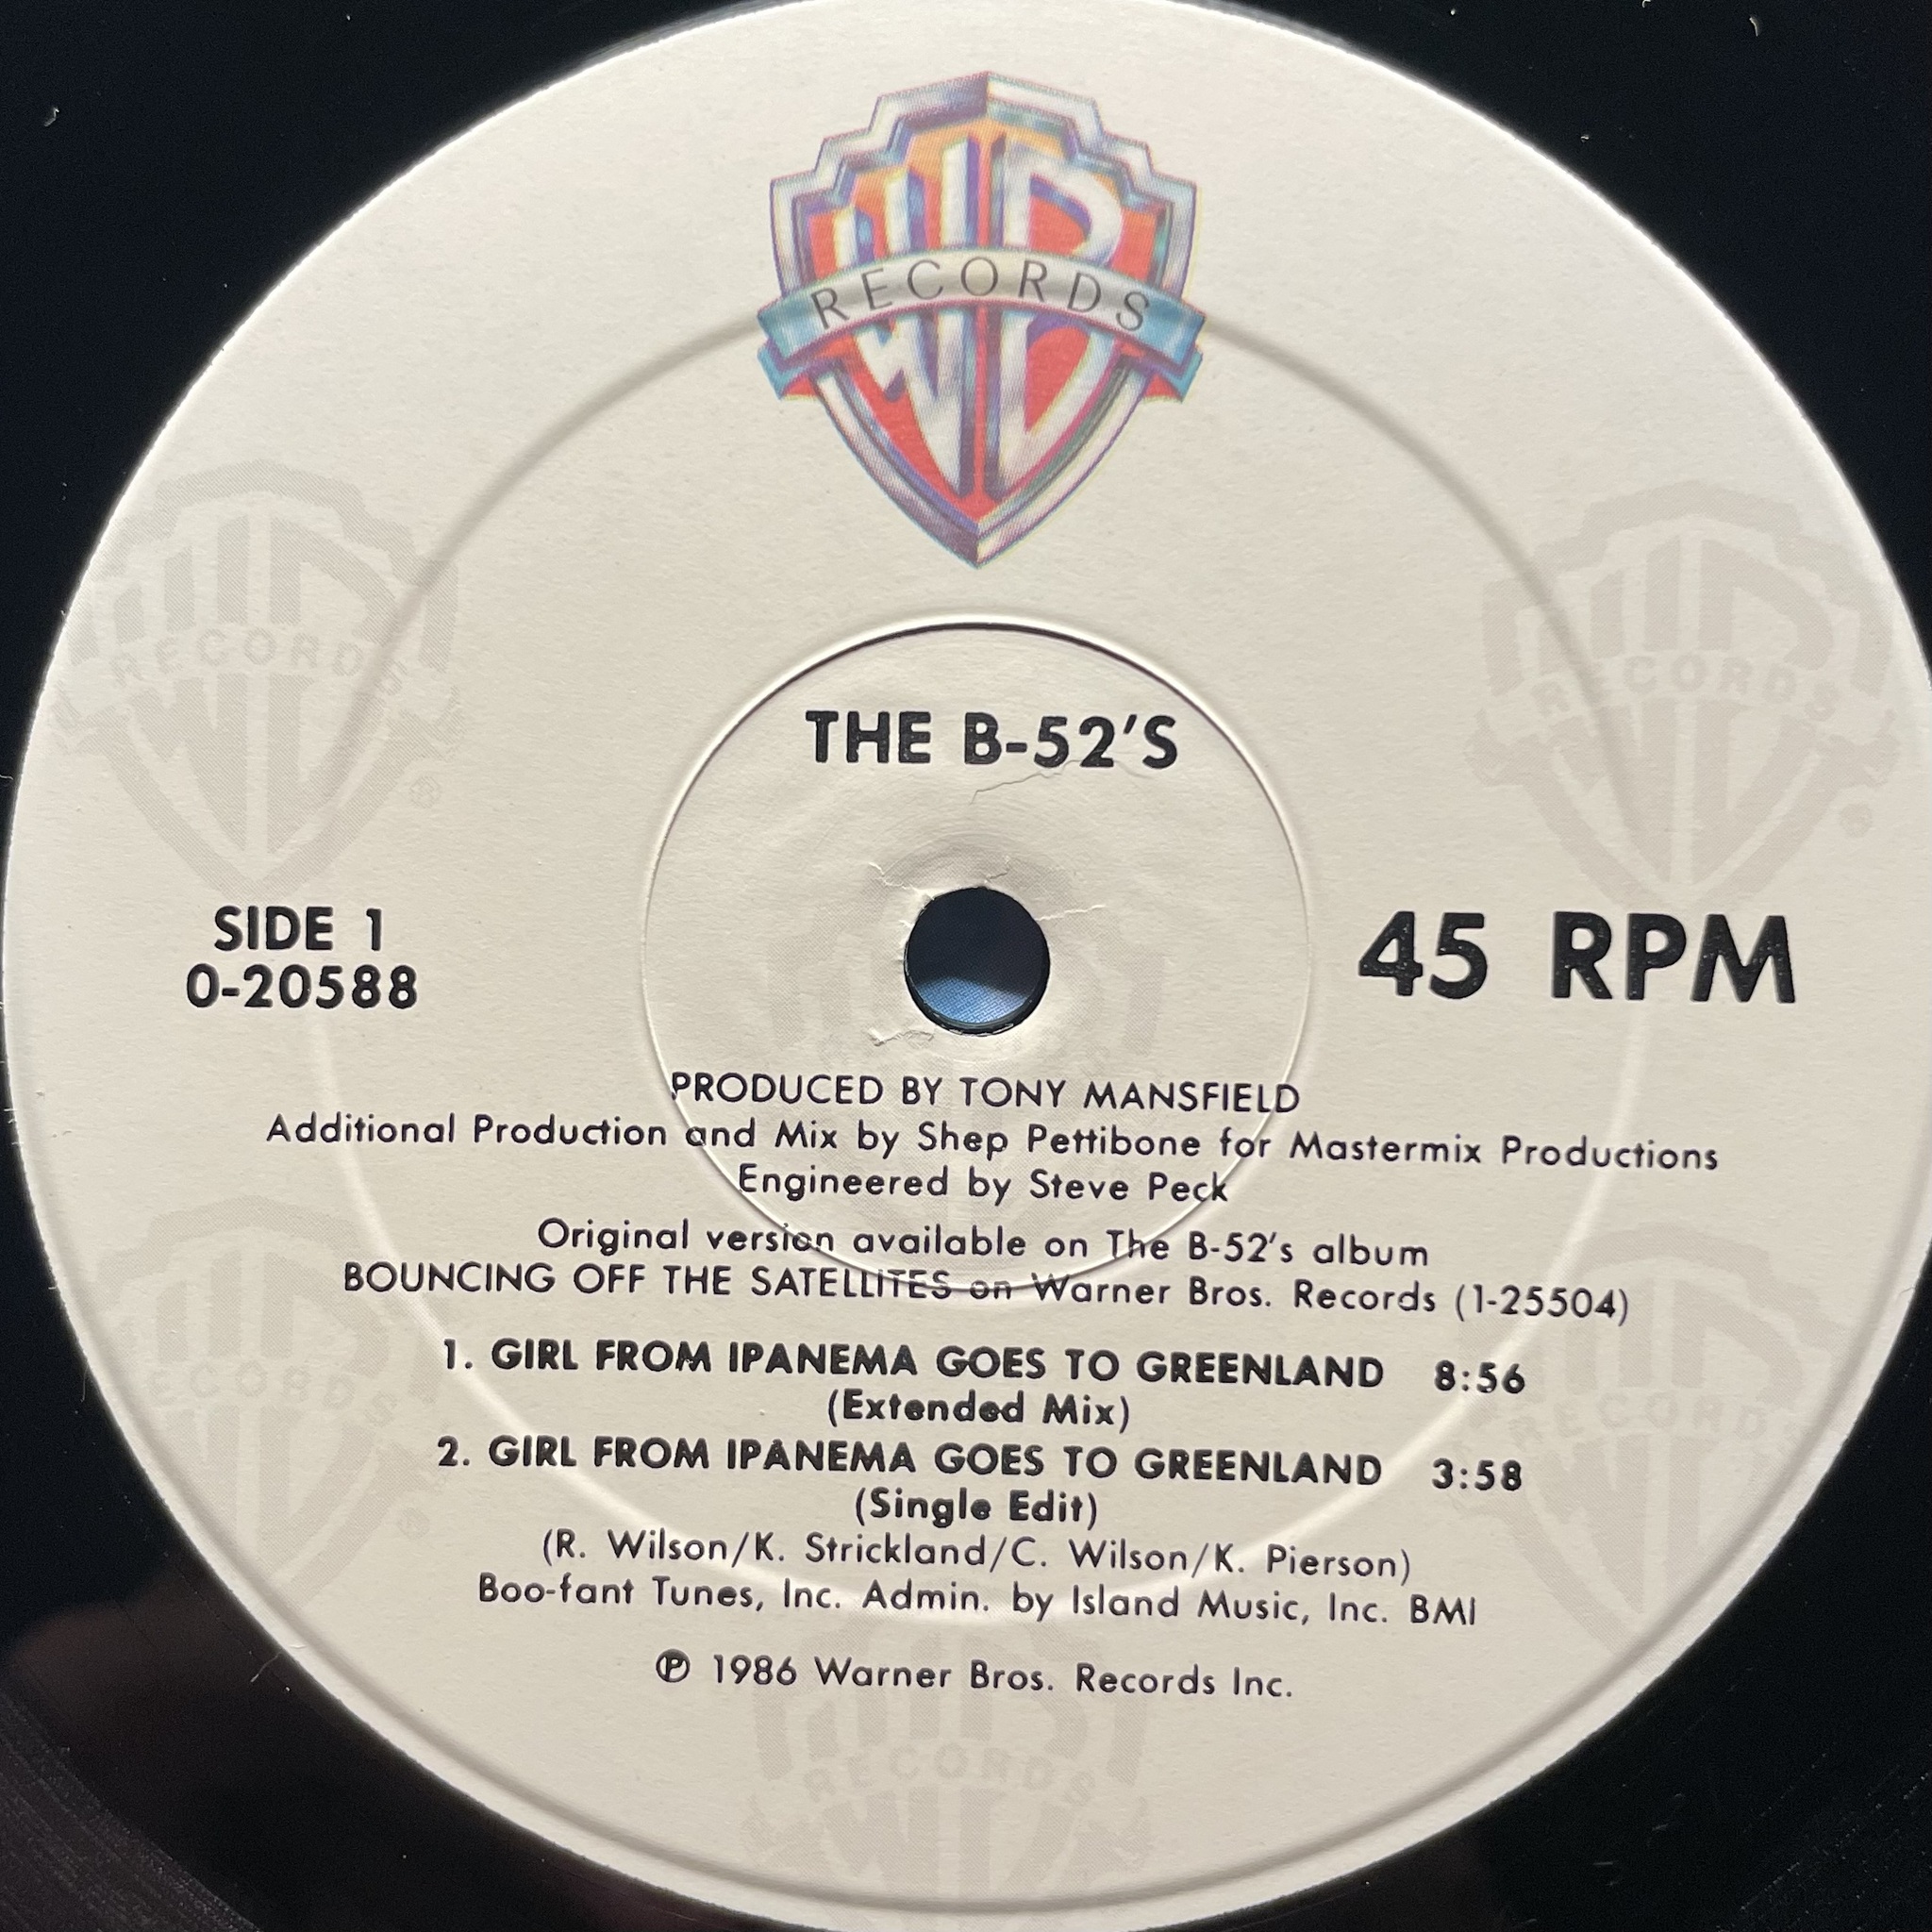 WB
RECORDS
THE B-52'S
SIDE 1
0-20588
45 RPM
PRODUCED BY TONY MANSFIELD
Additional Production and Mix by Shep Pettibone for Mastermix Productions
Engineered by Steve Peck
Original version available on The B-52's album
BOUNCING OFF THE SATELLITES on Warner Bros. Records (1-25504)
1. GIRL FROM IPANEMA GOES TO GREENLAND 8:56
(Extended Mix)
2. GIRL FROM IPANEMA GOES TO GREENLAND 3:58
(Single Edit)
(R. Wilson/K. Strickland/C. Wilson/K. Pierson)
Boo-fant Tunes, Inc. Admin. by Island Music, Inc. BMI
℗ 1986 Warner Bros. Records Inc.